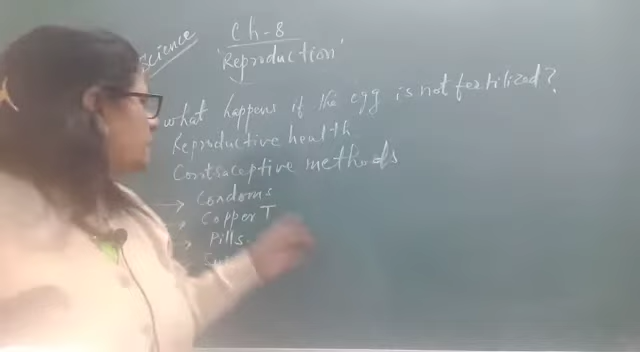 Science
Ch-8
'Reproduction'
What happens if the egg is not fertilized?
Reproductive health
Contraceptive methods
→ Condoms
Copper T
→ Pills